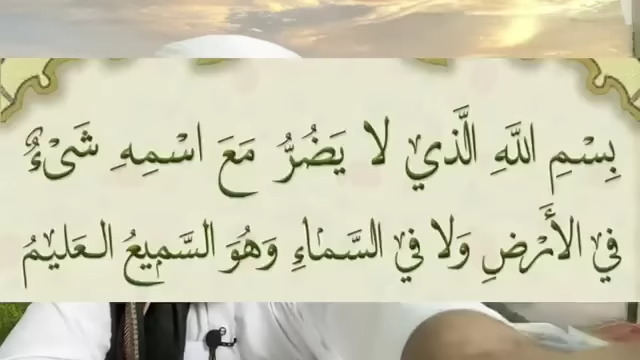 بِسْمِ اللَّهِ الَّذِي لا يَضُرُّ مَعَ اسْمِهِ شَىْءٌ
فِي الأَرْضِ وَلا فِي السَّمَاءِ وَهُوَ السَّمِيعُ العَلِيمُ